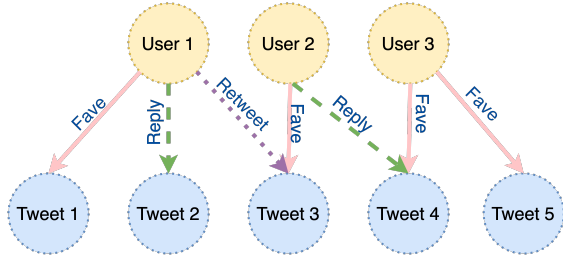 User 1
User 2
User 3
Fave
Reply
Retweet
Fave
Reply
Fave
Fave
Tweet 1
Tweet 2
Tweet 3
Tweet 4
Tweet 5